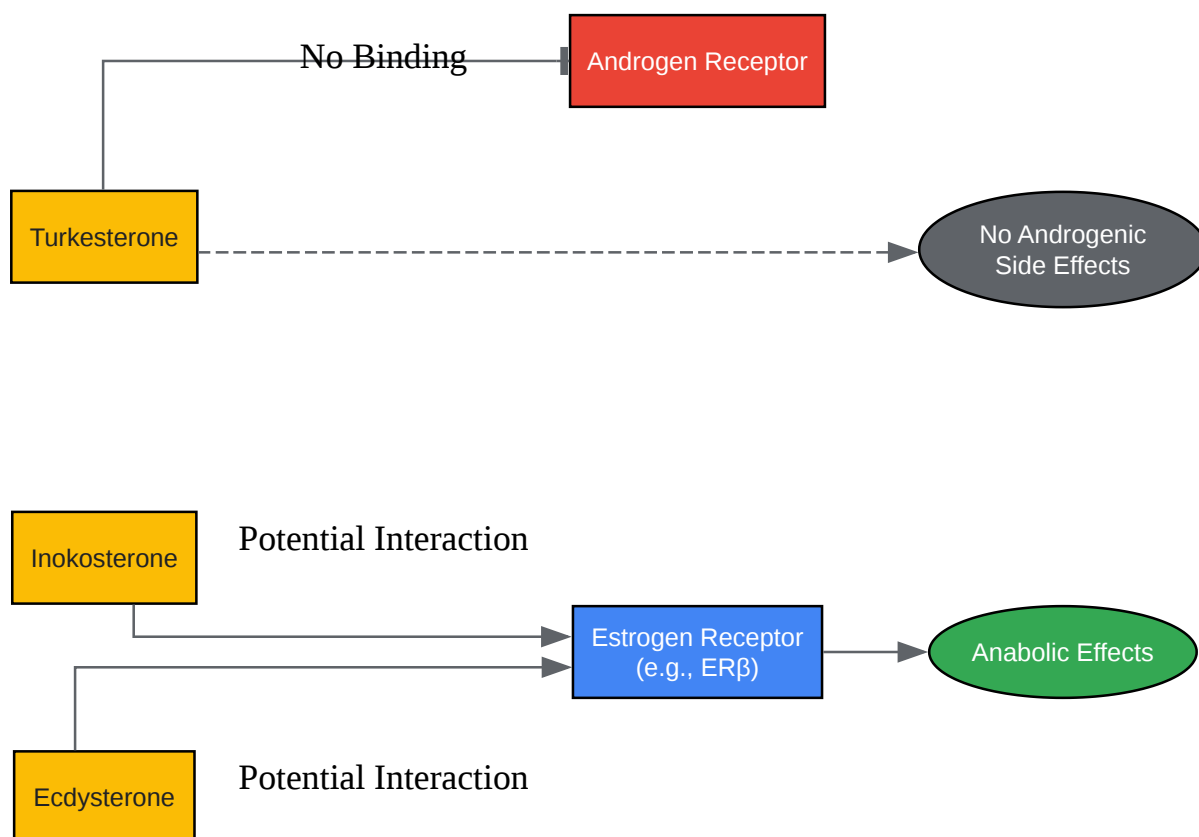 No Binding
Androgen Receptor
Turkesterone
No Androgenic
Side Effects
Inokosterone
Potential Interaction
Estrogen Receptor
(e.g., ERβ)
Anabolic Effects
Ecdysterone
Potential Interaction